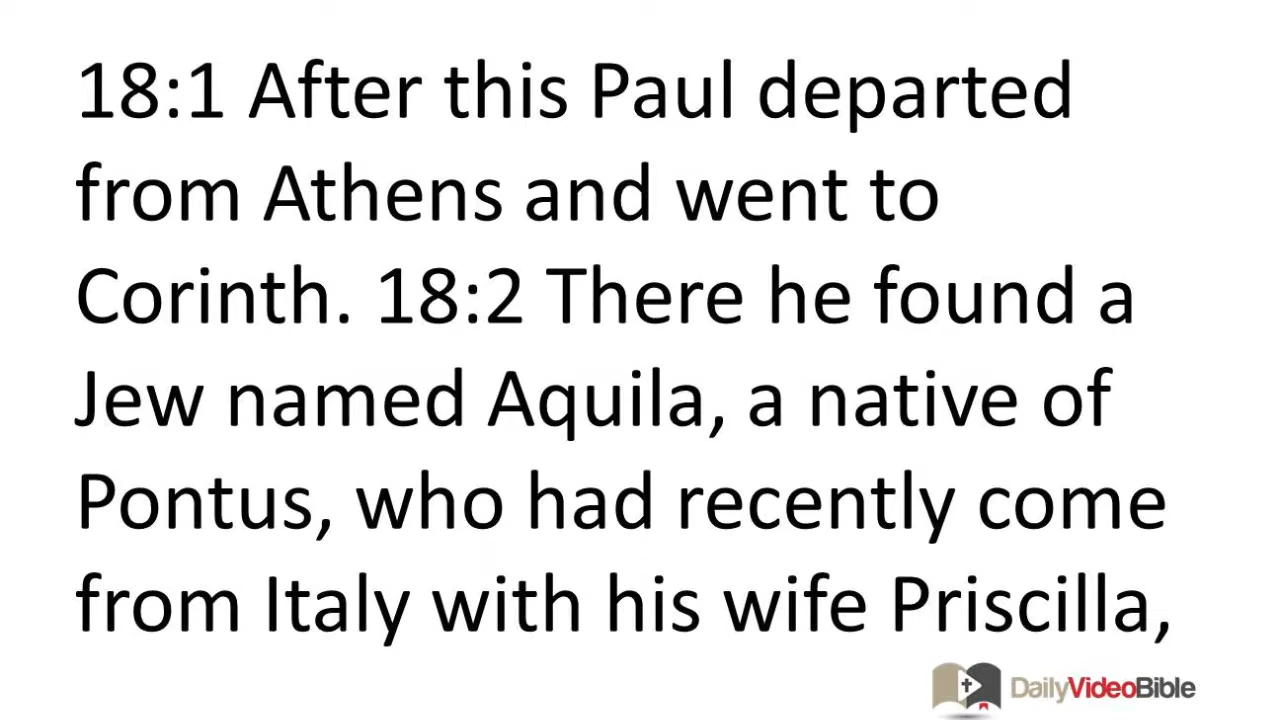 18:1 After this Paul departed
from Athens and went to
Corinth. 18:2 There he found a
Jew named Aquila, a native of
Pontus, who had recently come
from Italy with his wife Priscilla,
DailyVideoBible